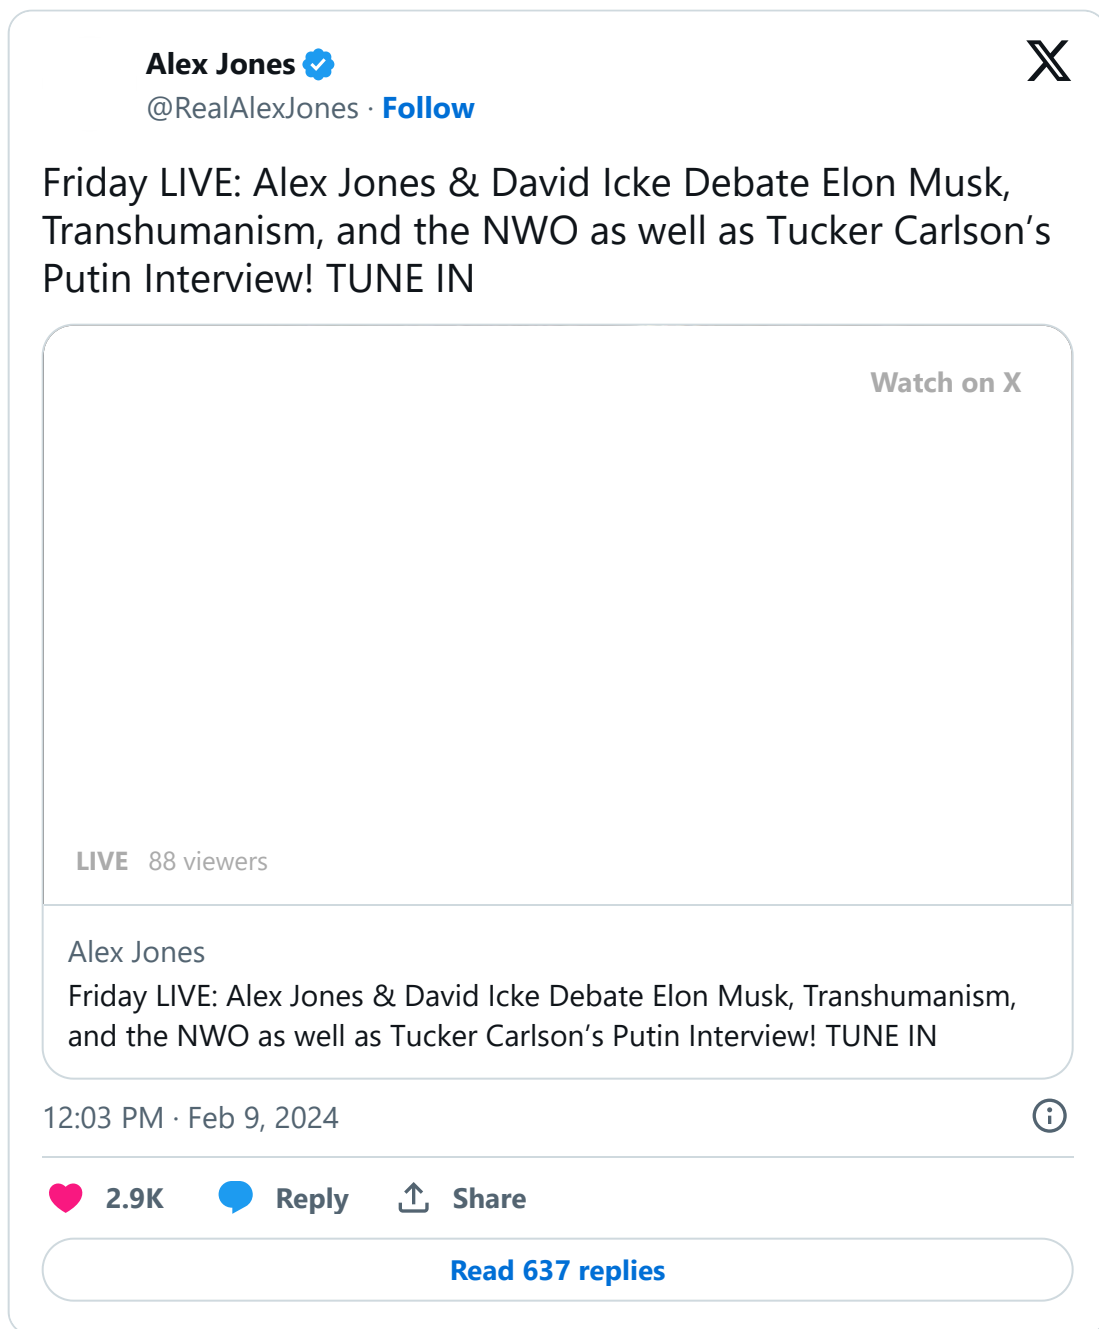 Alex Jones
@RealAlexJones · Follow
Friday LIVE: Alex Jones & David Icke Debate Elon Musk,
Transhumanism, and the NWO as well as Tucker Carlson’s
Putin Interview! TUNE IN
Watch on X
LIVE 88 viewers
Alex Jones
Friday LIVE: Alex Jones & David Icke Debate Elon Musk, Transhumanism,
and the NWO as well as Tucker Carlson’s Putin Interview! TUNE IN
12:03 PM · Feb 9, 2024
2.9K Reply Share
Read 637 replies